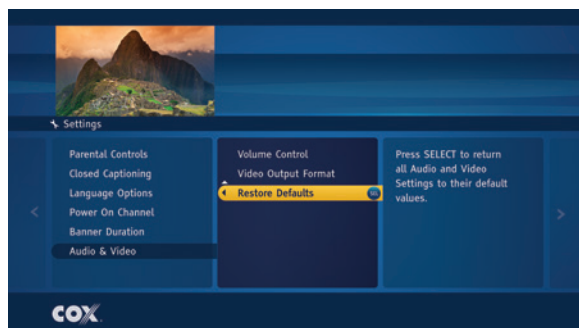 Settings
Parental Controls
Closed Captioning
Language Options
Power On Channel
Banner Duration
Audio & Video
Volume Control
Video Output Format
Restore Defaults
Press SELECT to return
all Audio and Video
Settings to their default
values.
COX